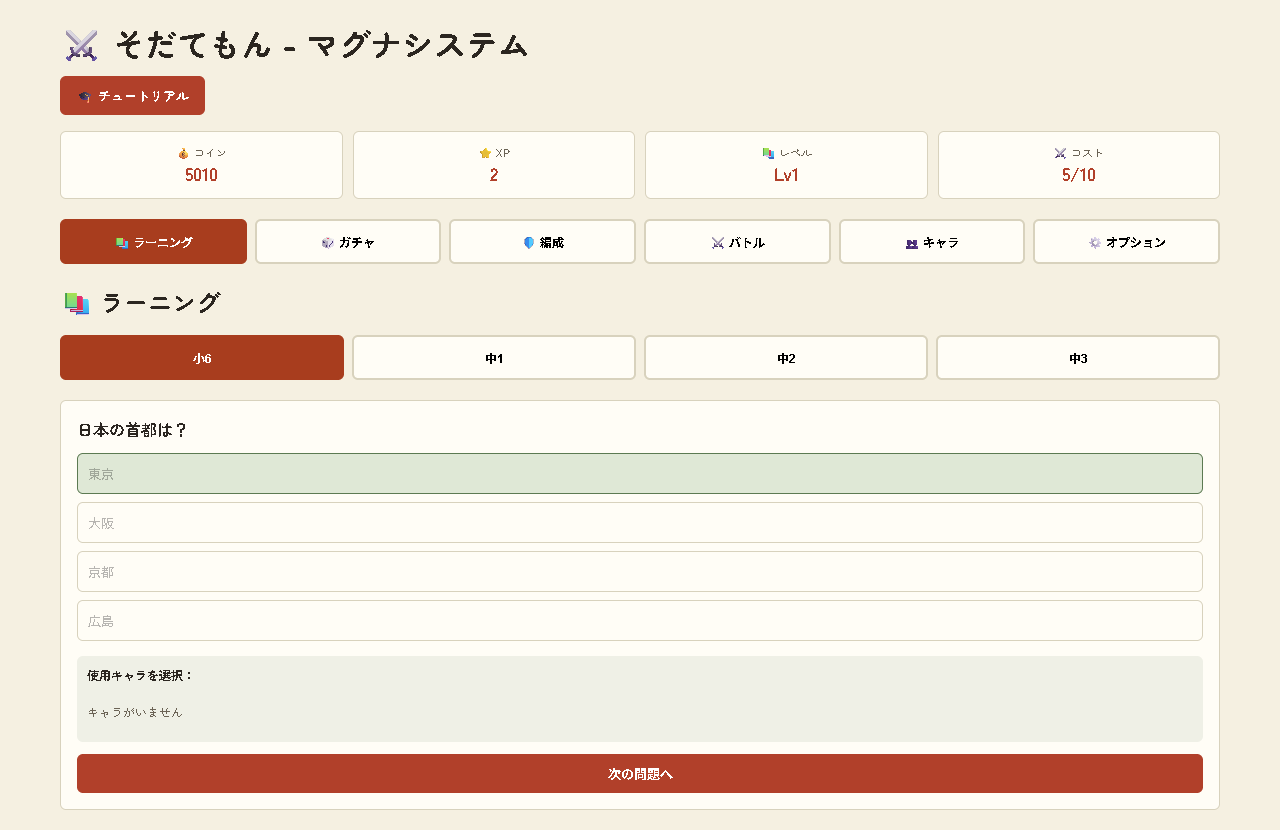 ⚔️ そだてもん - マグナシステム
🎓 チュートリアル
💰 コイン
5010
⭐ XP
2
📚 レベル
Lv1
⚔️ コスト
5/10
📚 ラーニング
🎲 ガチャ
🛡️ 編成
⚔️ バトル
👥 キャラ
⚙️ オプション
📚 ラーニング
小6
中1
中2
中3
日本の首都は？
東京
大阪
京都
広島
使用キャラを選択：
キャラがいません
次の問題へ